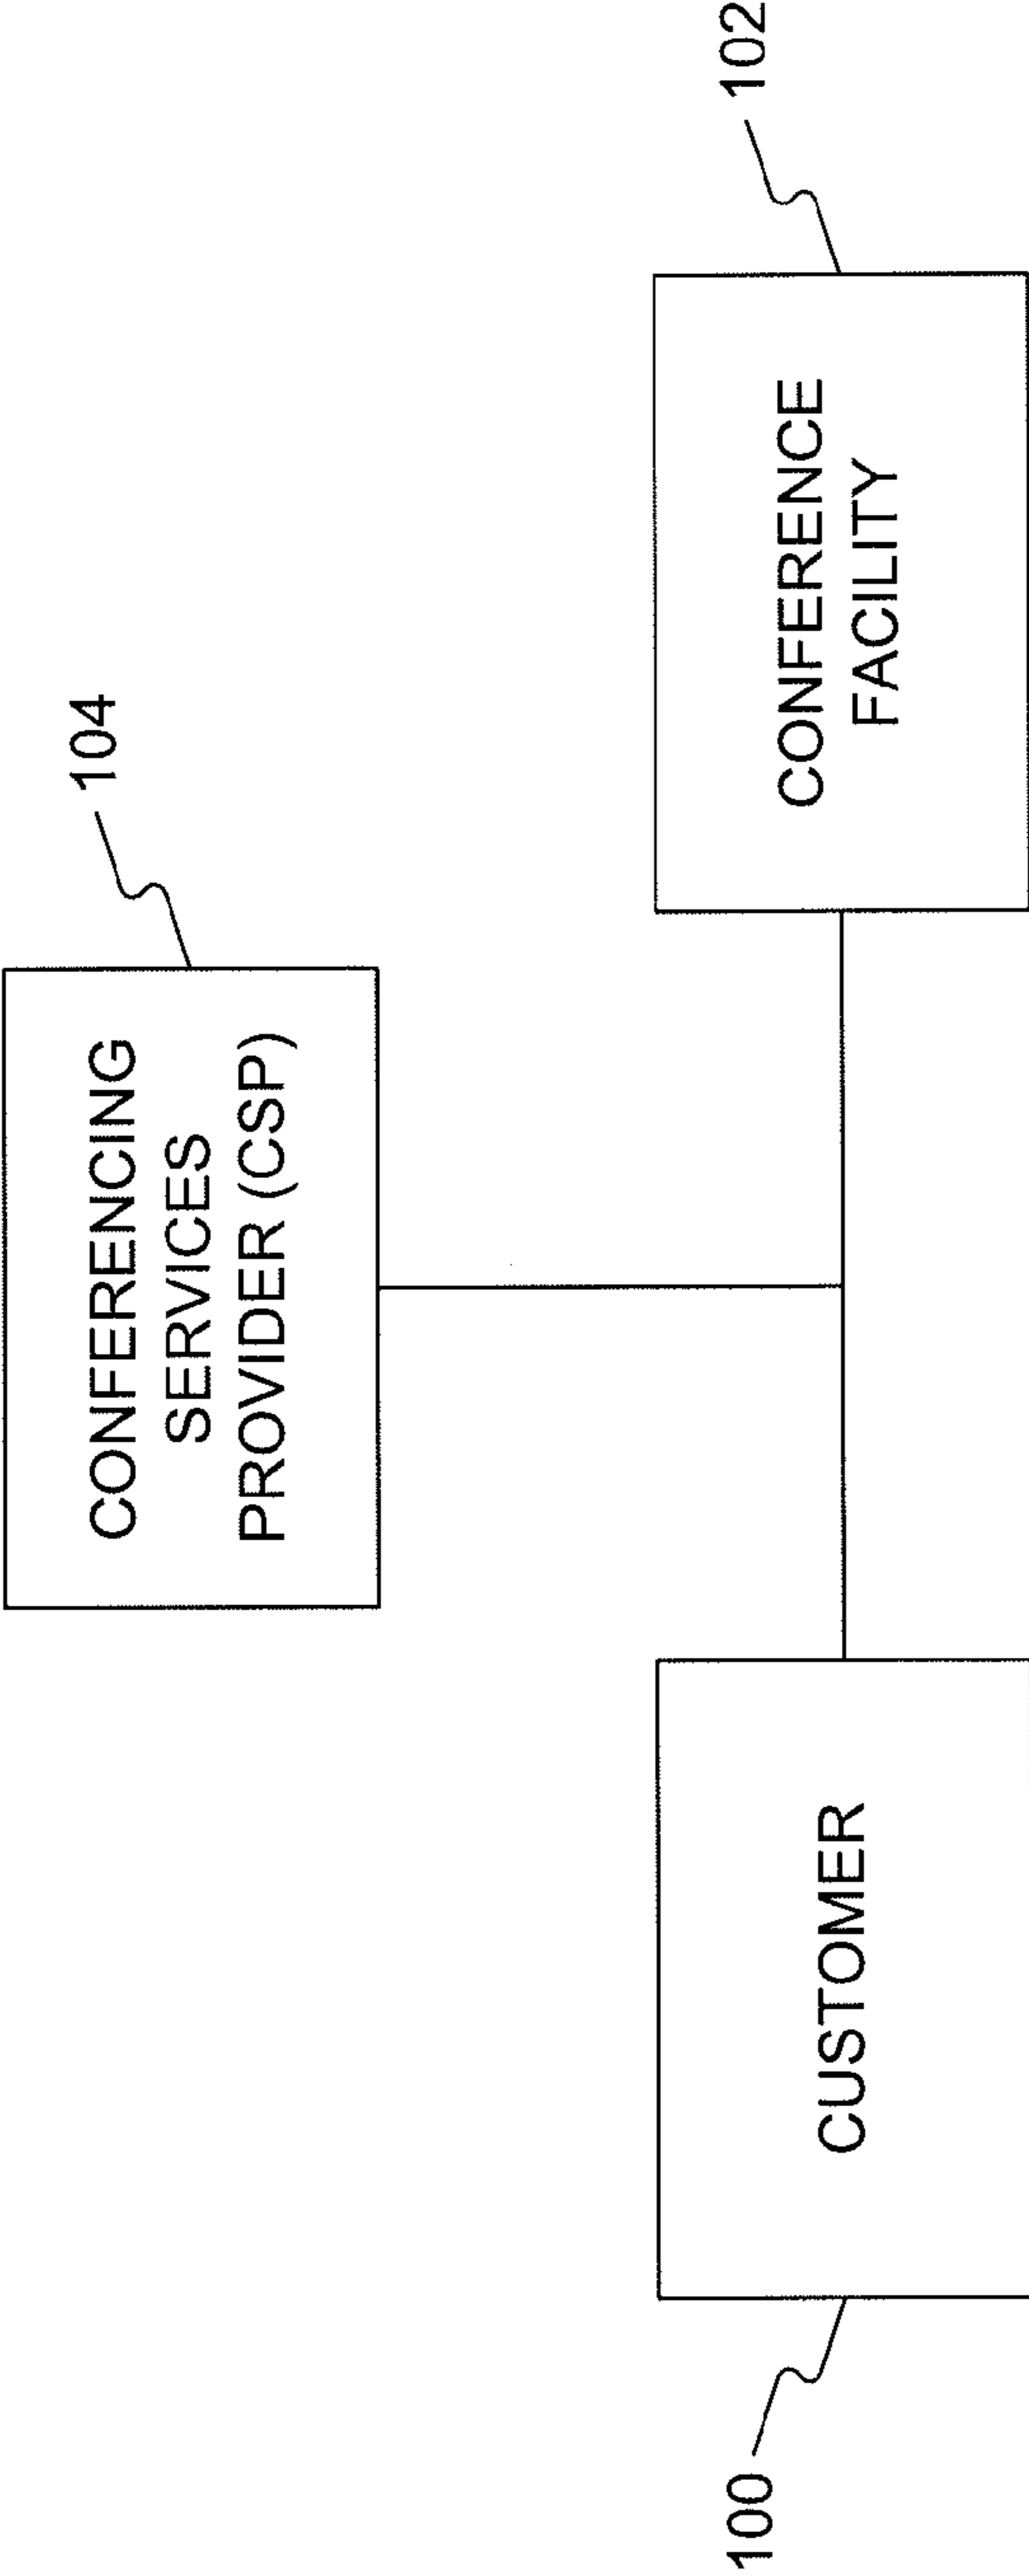 104
CONFERENCING
SERVICES
PROVIDER (CSP)
100
CUSTOMER
CONFERENCE
FACILITY
102